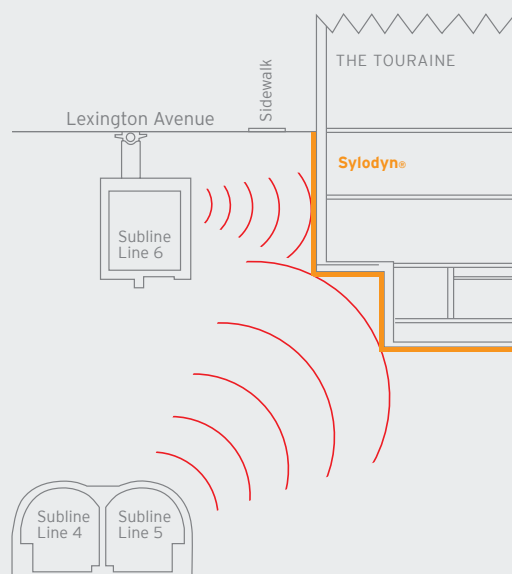 THE TOURAINE
Sidewalk
Lexington Avenue
Sylodyn®
Subline
Line 6
Subline
Line 4
Subline
Line 5